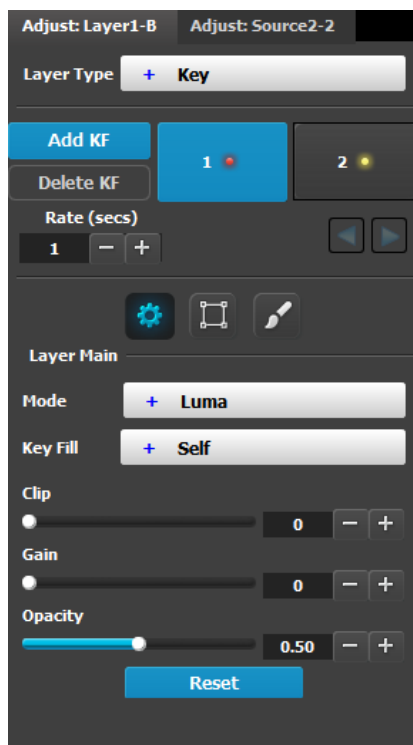 Adjust: Layer1-B Adjust: Source2-2
Layer Type + Key
Add KF
1 2
Delete KF
Rate (secs)
1 − +
Layer Main
Mode + Luma
Key Fill + Self
Clip
0 − +
Gain
0 − +
Opacity
0.50 − +
Reset